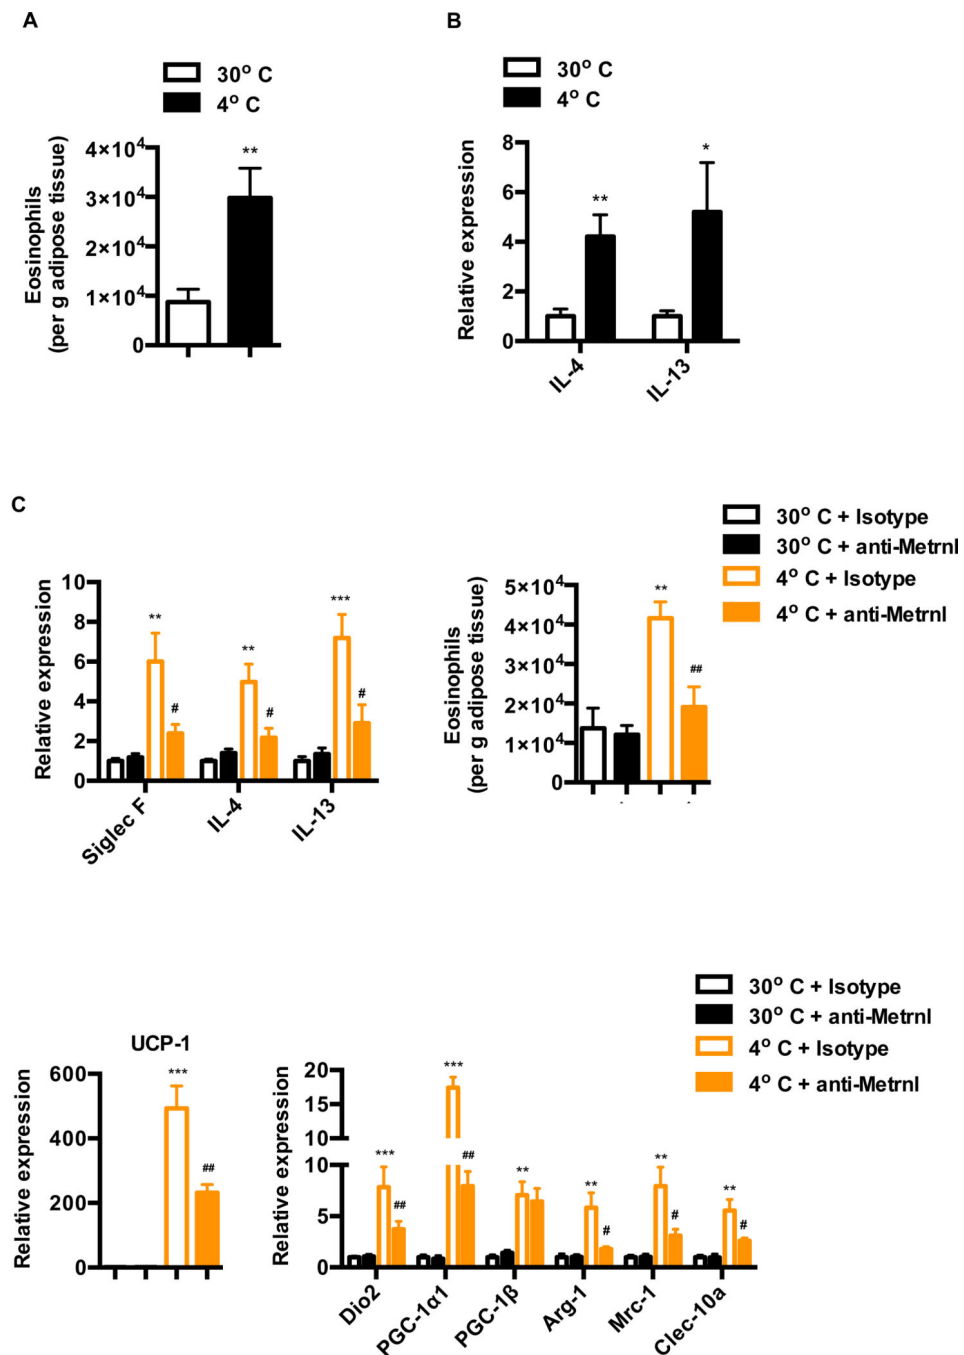 A
30° C
4° C
Eosinophils
(per g adipose tissue)
4×10⁴
3×10⁴
2×10⁴
1×10⁴
0
**
B
30° C
4° C
Relative expression
8
6
4
2
0
**
*
IL-4
IL-13
C
30° C + Isotype
30° C + anti-Metrnl
4° C + Isotype
4° C + anti-Metrnl
Relative expression
10
8
6
4
2
0
**
#
**
#
***
#
Siglec F
IL-4
IL-13
Eosinophils
(per g adipose tissue)
5×10⁴
4×10⁴
3×10⁴
2×10⁴
1×10⁴
0
**
##
30° C + Isotype
30° C + anti-Metrnl
4° C + Isotype
4° C + anti-Metrnl
UCP-1
Relative expression
600
400
200
0
***
##
Relative expression
20
15
10
10
5
0
***
##
***
##
**
**
#
**
#
**
#
Dio2
PGC-1α1
PGC-1β
Arg-1
Mrc-1
Clec-10a